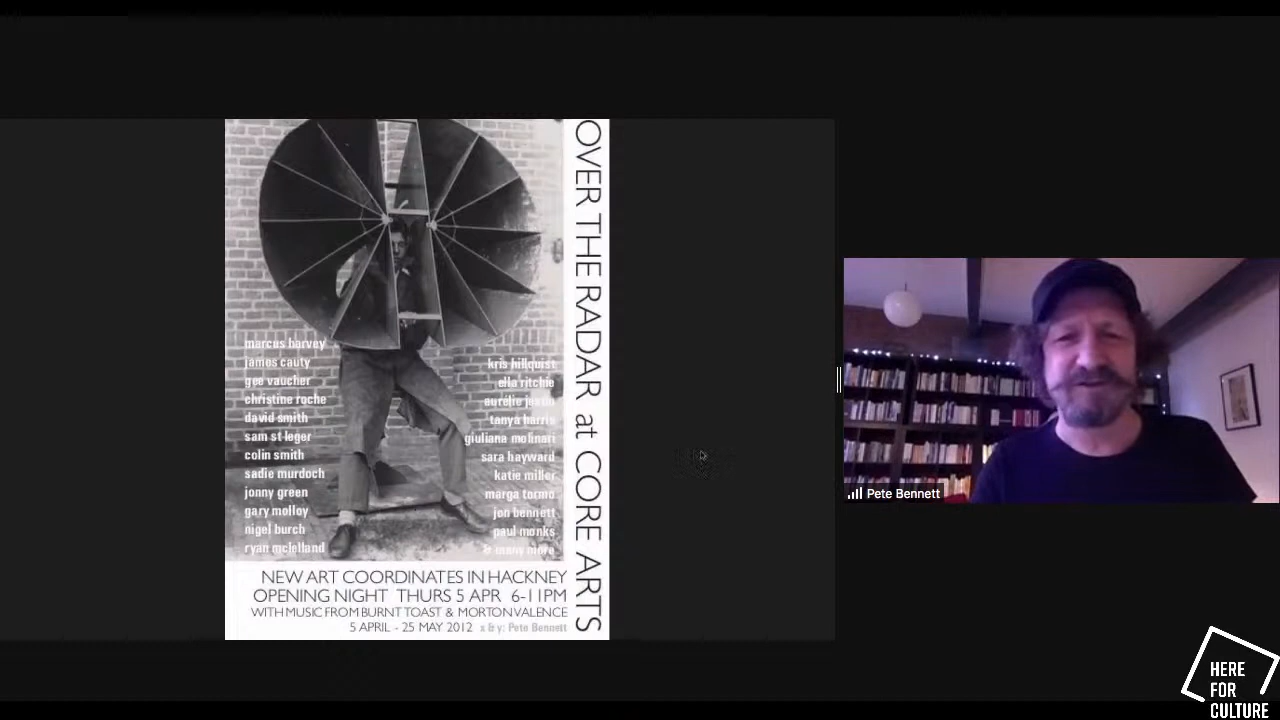 OVER THE RADAR at CORE ARTS
marcus harvey
james cauty
gee vaucher
christine roche
david smith
sam st leger
colin smith
sadie murdoch
jonny green
gary molloy
nigel burch
ryan mclelland
kris hillquist
ella ritchie
aurélie
tanya harris
giuliana molinari
sara hayward
katie miller
marga tormo
jon bennett
paul monks
& many more
NEW ART COORDINATES IN HACKNEY
OPENING NIGHT THURS 5 APR 6-11PM
WITH MUSIC FROM BURNT TOAST & MORTON VALENCE
5 APRIL - 25 MAY 2012 x & y: Pete Bennett
Pete Bennett
HERE
FOR
CULTURE